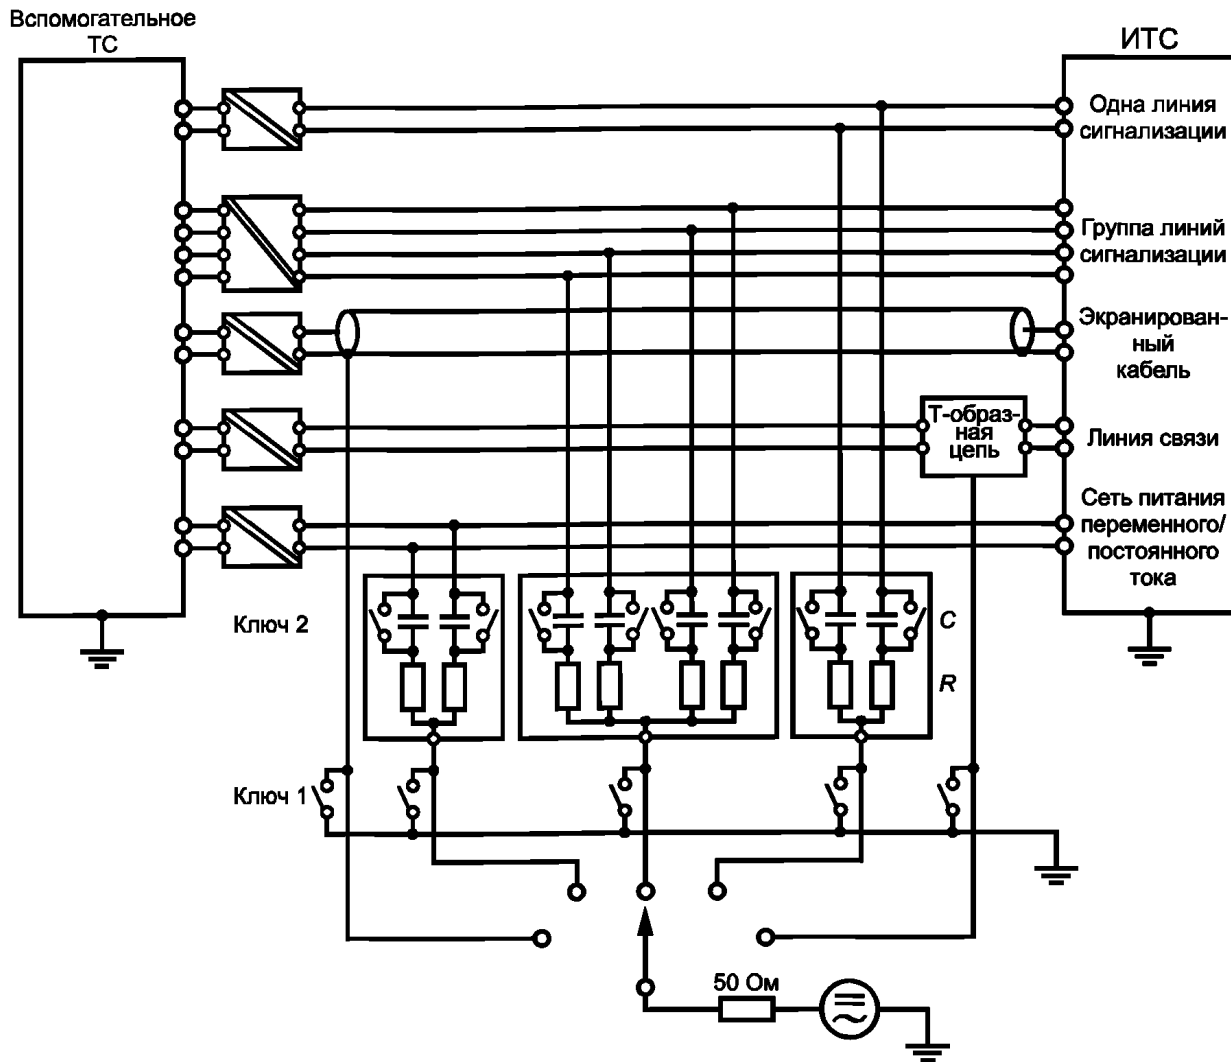 Вспомогательное
ТС
ИТС
Одна линия
сигнализации
Группа линий
сигнализации
Экранирован-
ный
кабель
Т-образ-
ная
цепь
Линия связи
Сеть питания
переменного/
постоянного
тока
Ключ 2
C
R
Ключ 1
50 Ом